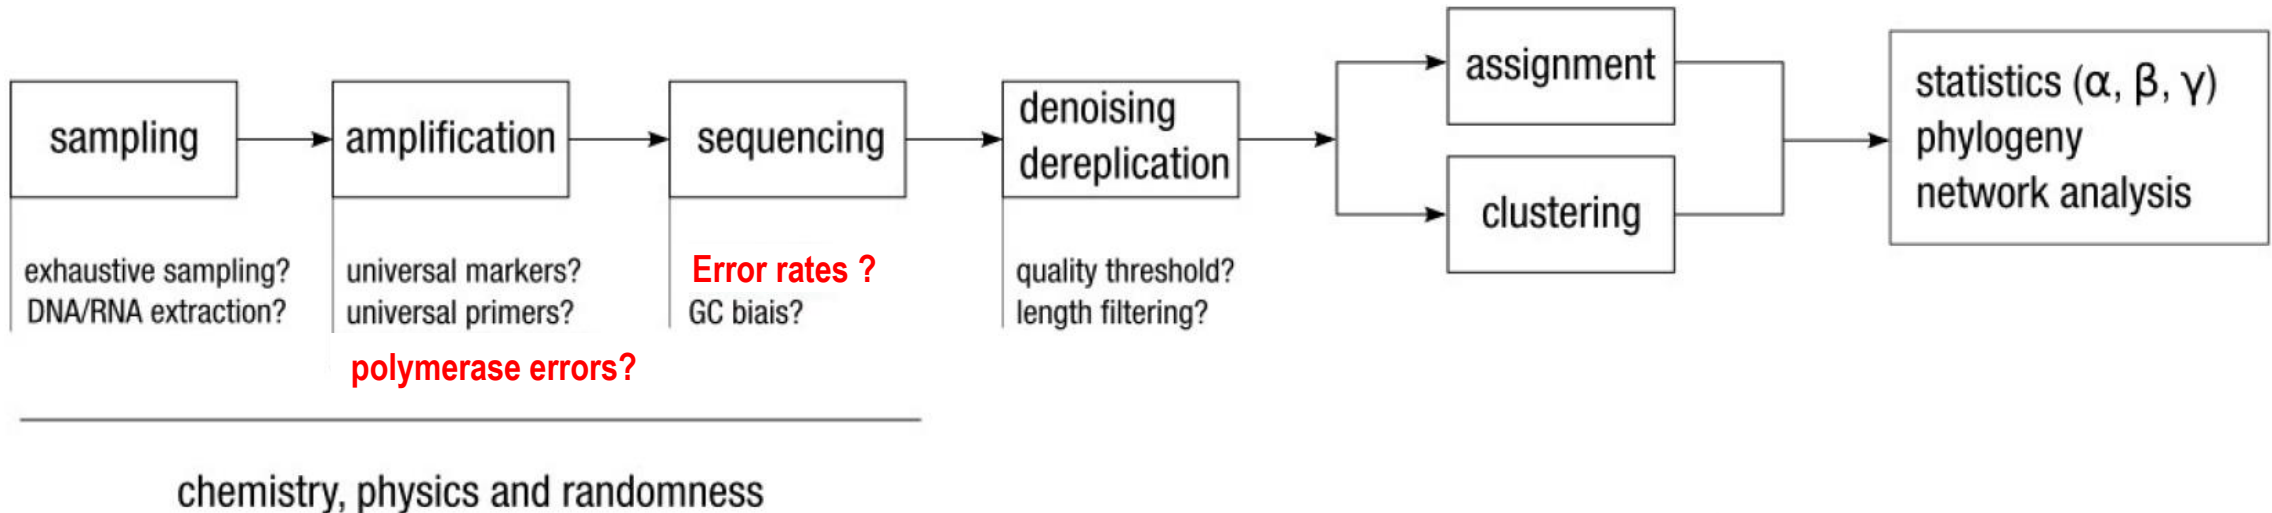 sampling
amplification
sequencing
denoising
dereplication
assignment
clustering
statistics (α, β, γ)
phylogeny
network analysis
exhaustive sampling?
DNA/RNA extraction?
universal markers?
universal primers?
polymerase errors?
Error rates ?
GC biais?
quality threshold?
length filtering?
chemistry, physics and randomness